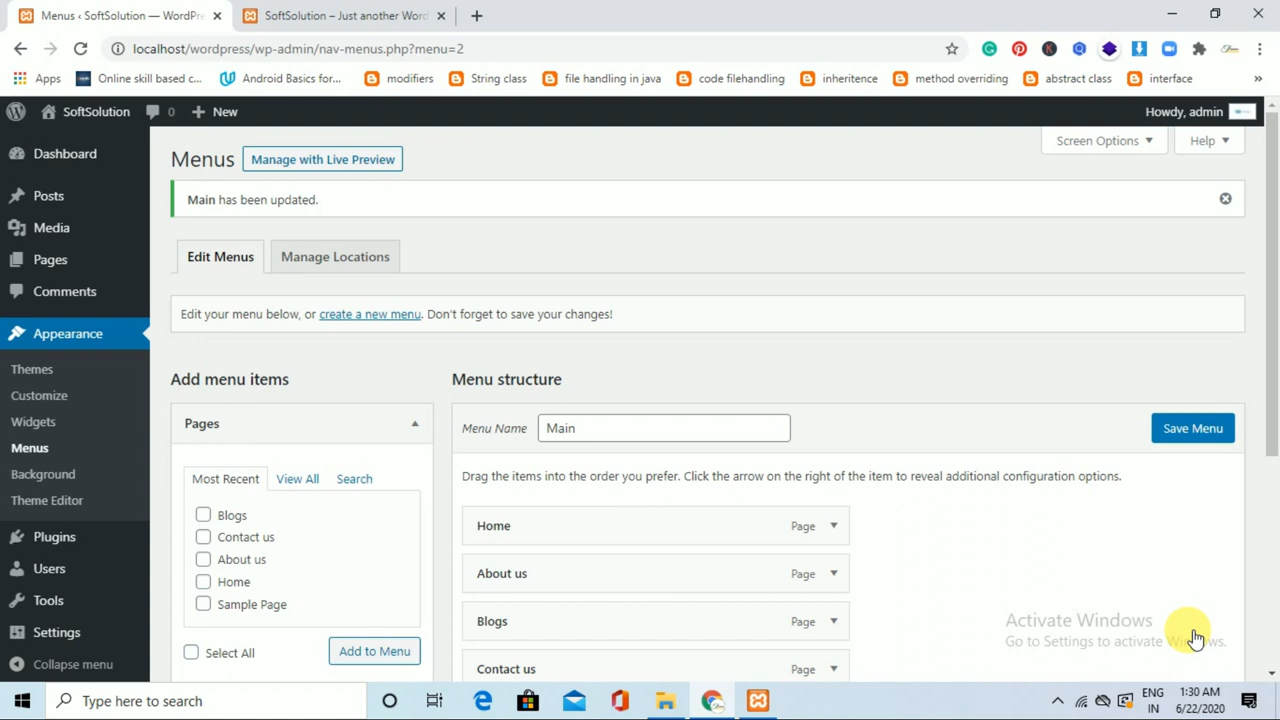 Menus ‹ SoftSolution — WordPre
SoftSolution – Just another Word
localhost/wordpress/wp-admin/nav-menus.php?menu=2
Apps
Online skill based c...
Android Basics for...
modifiers
String class
file handling in java
code filehandling
inheritence
method overriding
abstract class
interface
»
SoftSolution
0
New
Howdy, admin
Dashboard
Posts
Media
Pages
Comments
Appearance
Themes
Customize
Widgets
Menus
Background
Theme Editor
Plugins
Users
Tools
Settings
Collapse menu
Screen Options
Help
Menus
Manage with Live Preview
Main has been updated.
Edit Menus
Manage Locations
Edit your menu below, or create a new menu. Don't forget to save your changes!
Add menu items
Pages
Most Recent
View All
Search
Blogs
Contact us
About us
Home
Sample Page
Select All
Add to Menu
Menu structure
Menu Name
Main
Save Menu
Drag the items into the order you prefer. Click the arrow on the right of the item to reveal additional configuration options.
Home Page
About us Page
Blogs Page
Contact us Page
Activate Windows
Go to Settings to activate Windows.
Type here to search
ENG
IN
1:30 AM
6/22/2020